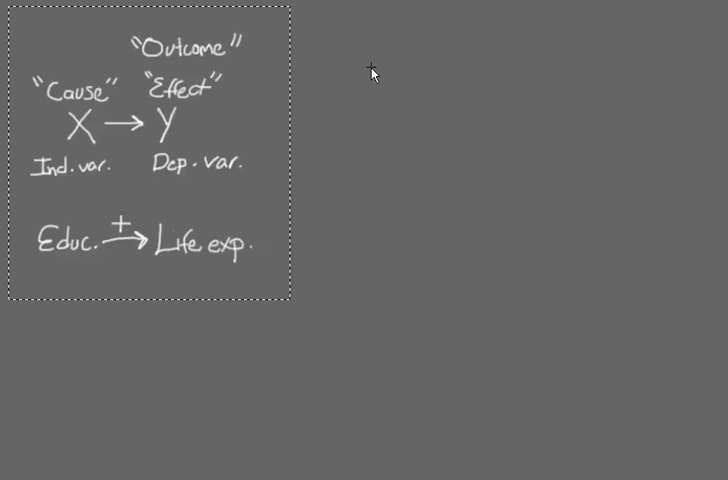 "Outcome"
"Cause" "Effect"
X → Y
Ind. var. Dep. var.
+
Educ. → Life exp.